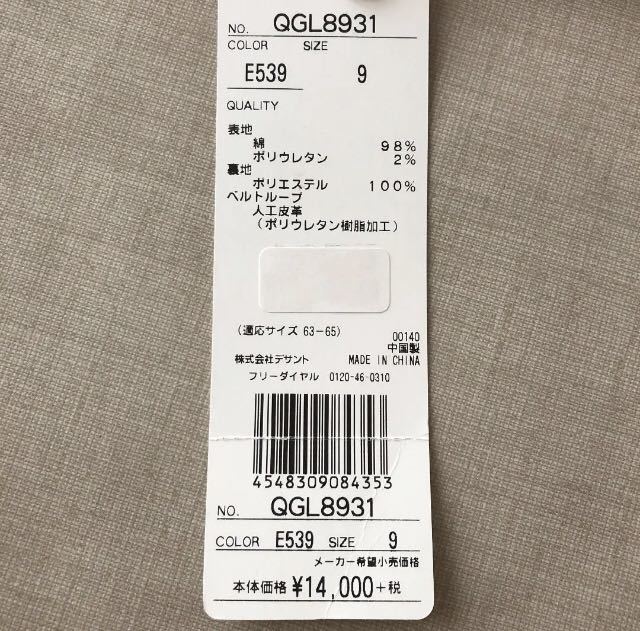 NO. QGL8931
COLOR SIZE
E539 9
QUALITY
表地
綿 98%
ポリウレタン 2%
裏地
ポリエステル 100%
ベルトループ
人工皮革
(ポリウレタン樹脂加工)
(適応サイズ 63-65) 00140
中国製
株式会社デサント MADE IN CHINA
フリーダイヤル 0120-46-0310
4548309084353
NO. QGL8931
COLOR E539 SIZE 9
メーカー希望小売価格
本体価格 ¥14,000+税